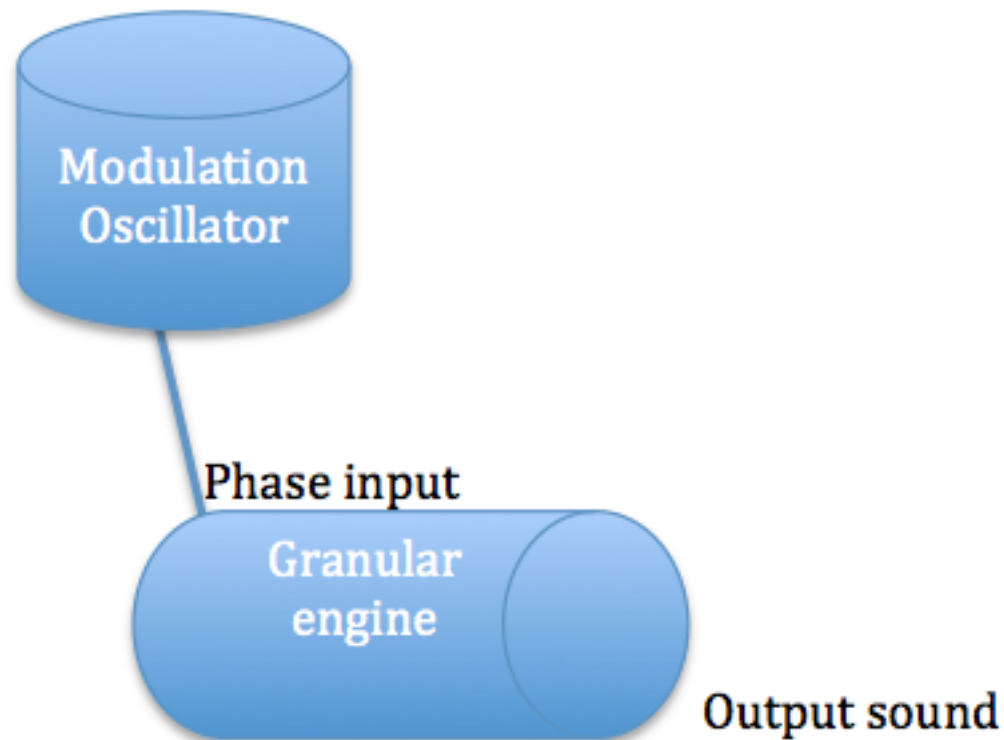 Modulation
Oscillator
Phase input
Granular
engine
Output sound